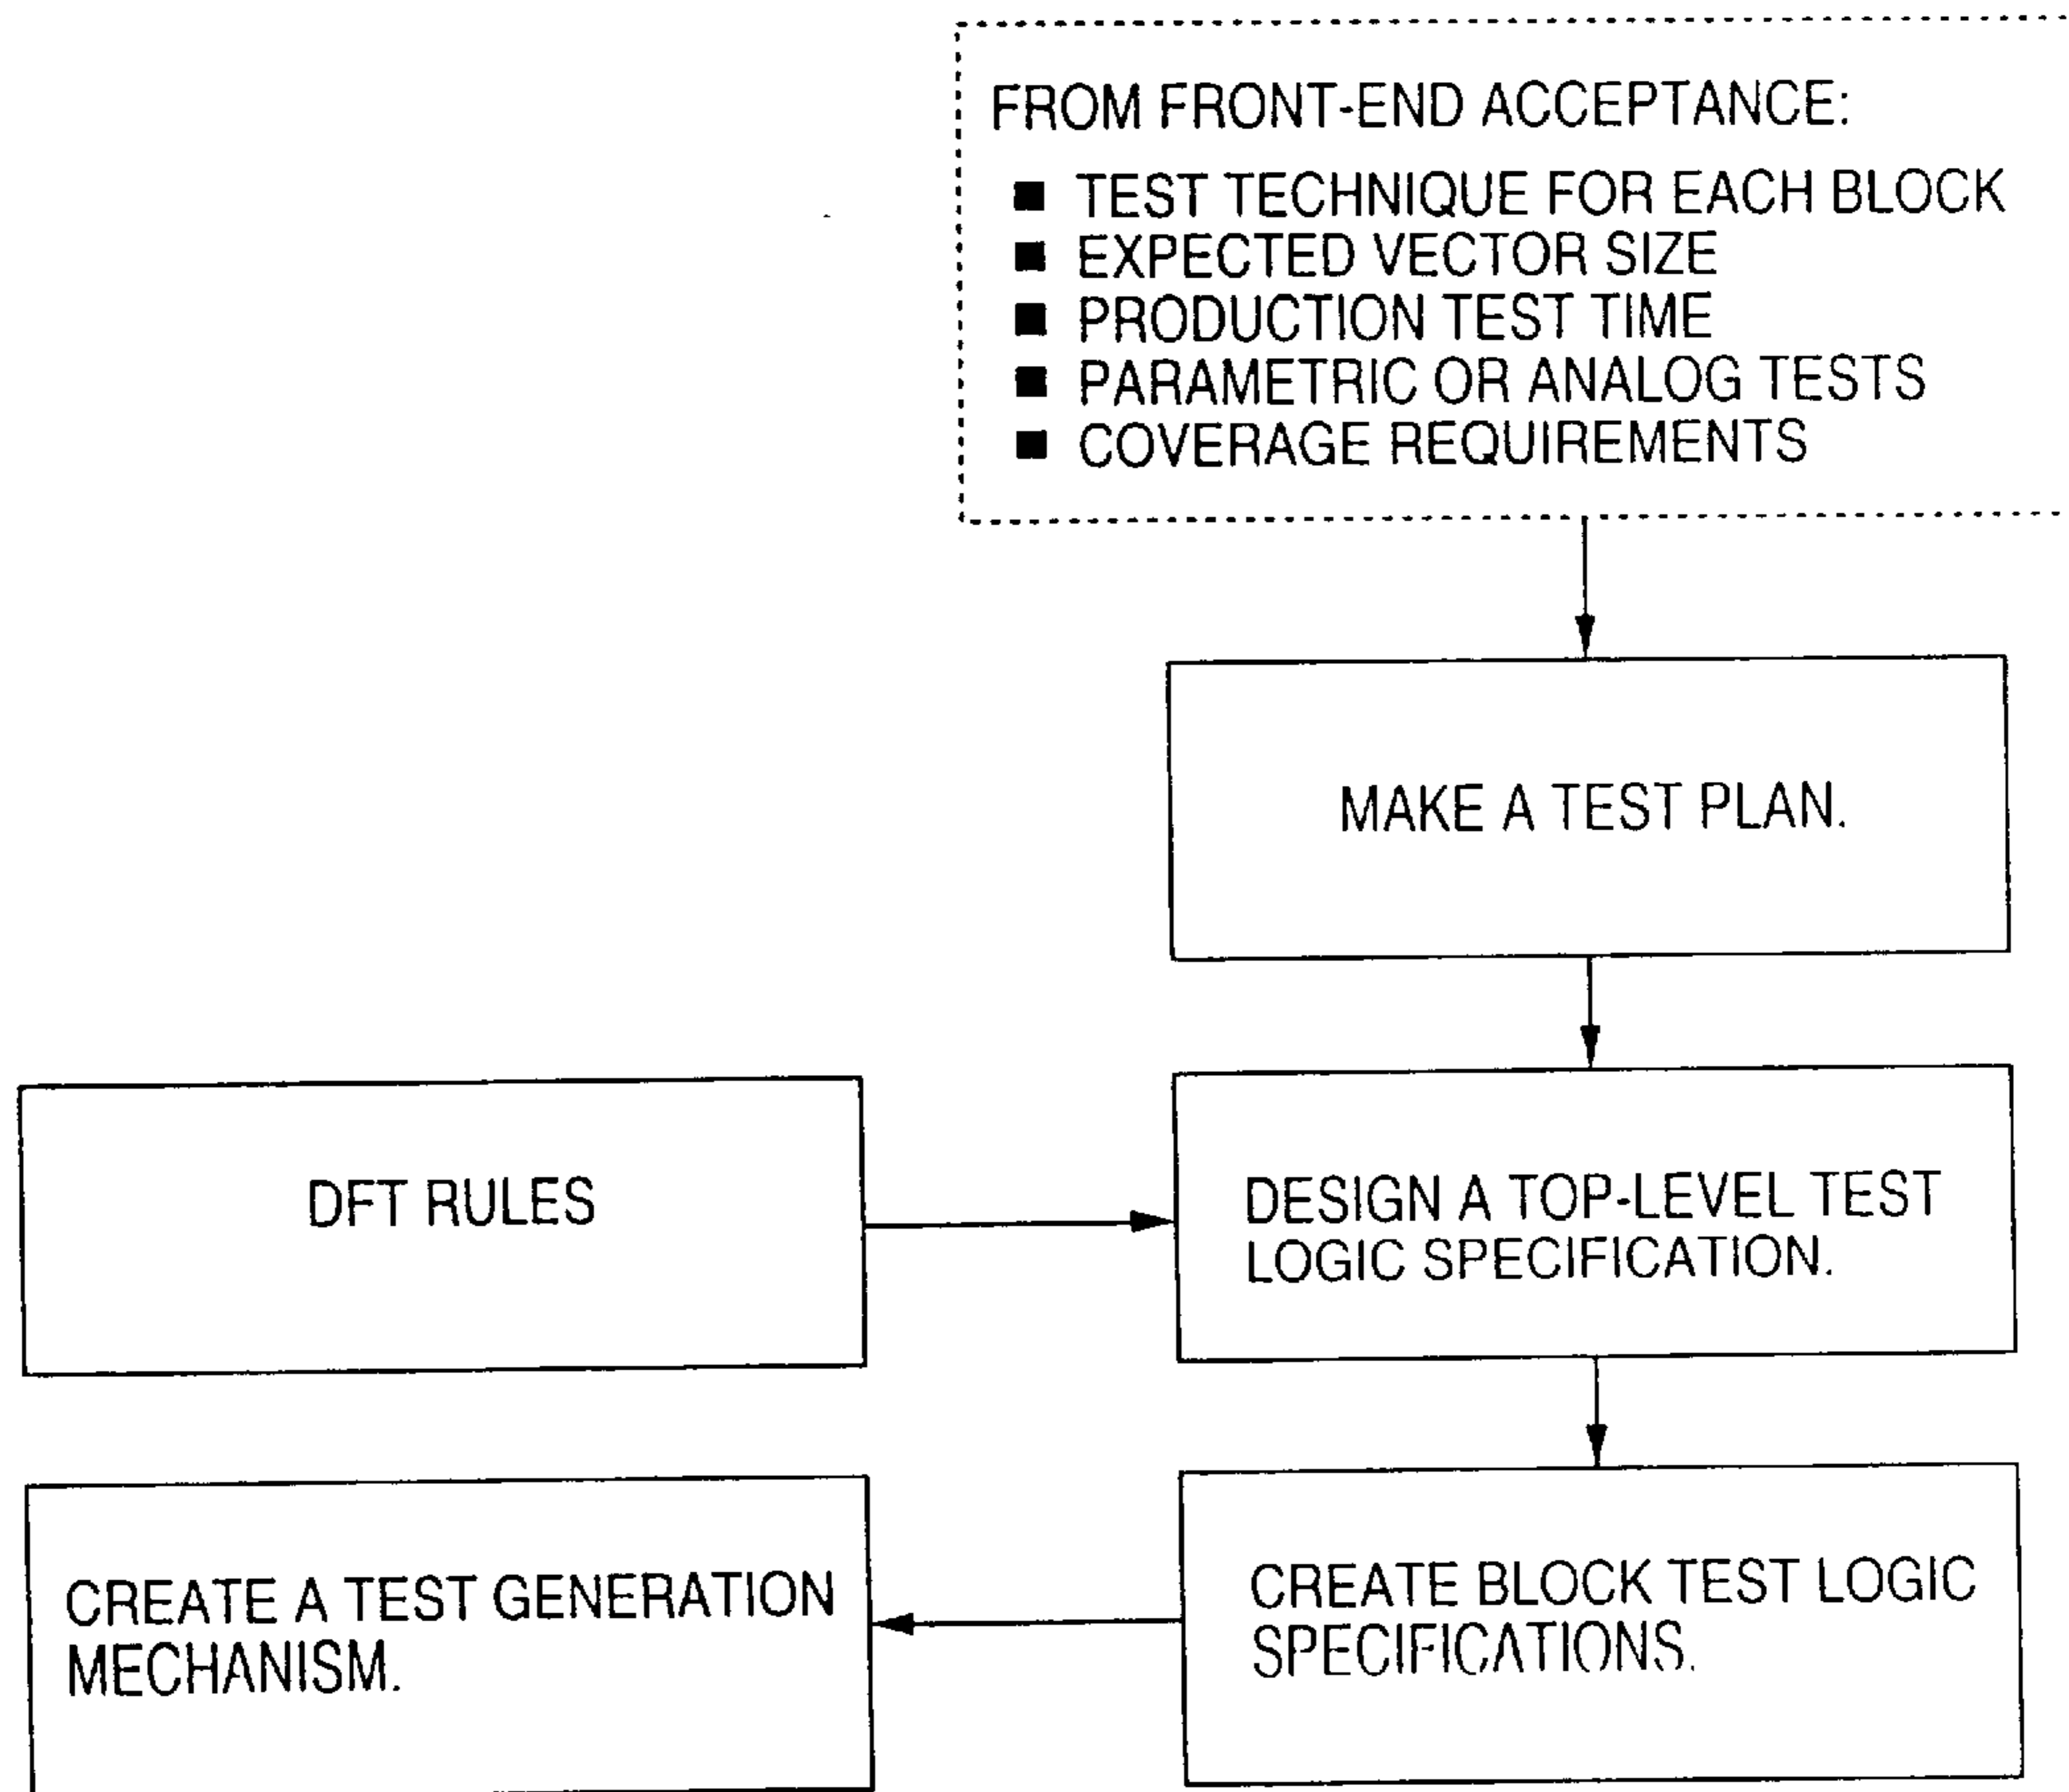 FROM FRONT-END ACCEPTANCE:
■ TEST TECHNIQUE FOR EACH BLOCK
■ EXPECTED VECTOR SIZE
■ PRODUCTION TEST TIME
■ PARAMETRIC OR ANALOG TESTS
■ COVERAGE REQUIREMENTS
MAKE A TEST PLAN.
DFT RULES
DESIGN A TOP-LEVEL TEST
LOGIC SPECIFICATION.
CREATE A TEST GENERATION
MECHANISM.
CREATE BLOCK TEST LOGIC
SPECIFICATIONS.